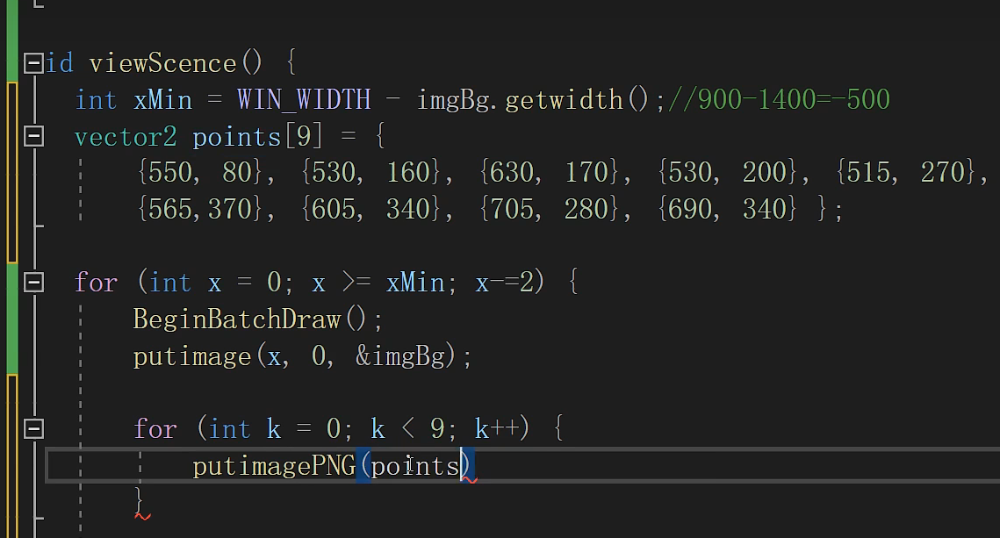 id viewScence() {
int xMin = WIN_WIDTH - imgBg.getwidth();//900-1400=-500
vector2 points[9] = {
{550, 80}, {530, 160}, {630, 170}, {530, 200}, {515, 270},
{565,370}, {605, 340}, {705, 280}, {690, 340} };
for (int x = 0; x >= xMin; x-=2) {
BeginBatchDraw();
putimage(x, 0, &imgBg);
for (int k = 0; k < 9; k++) {
putimagePNG(points)
}